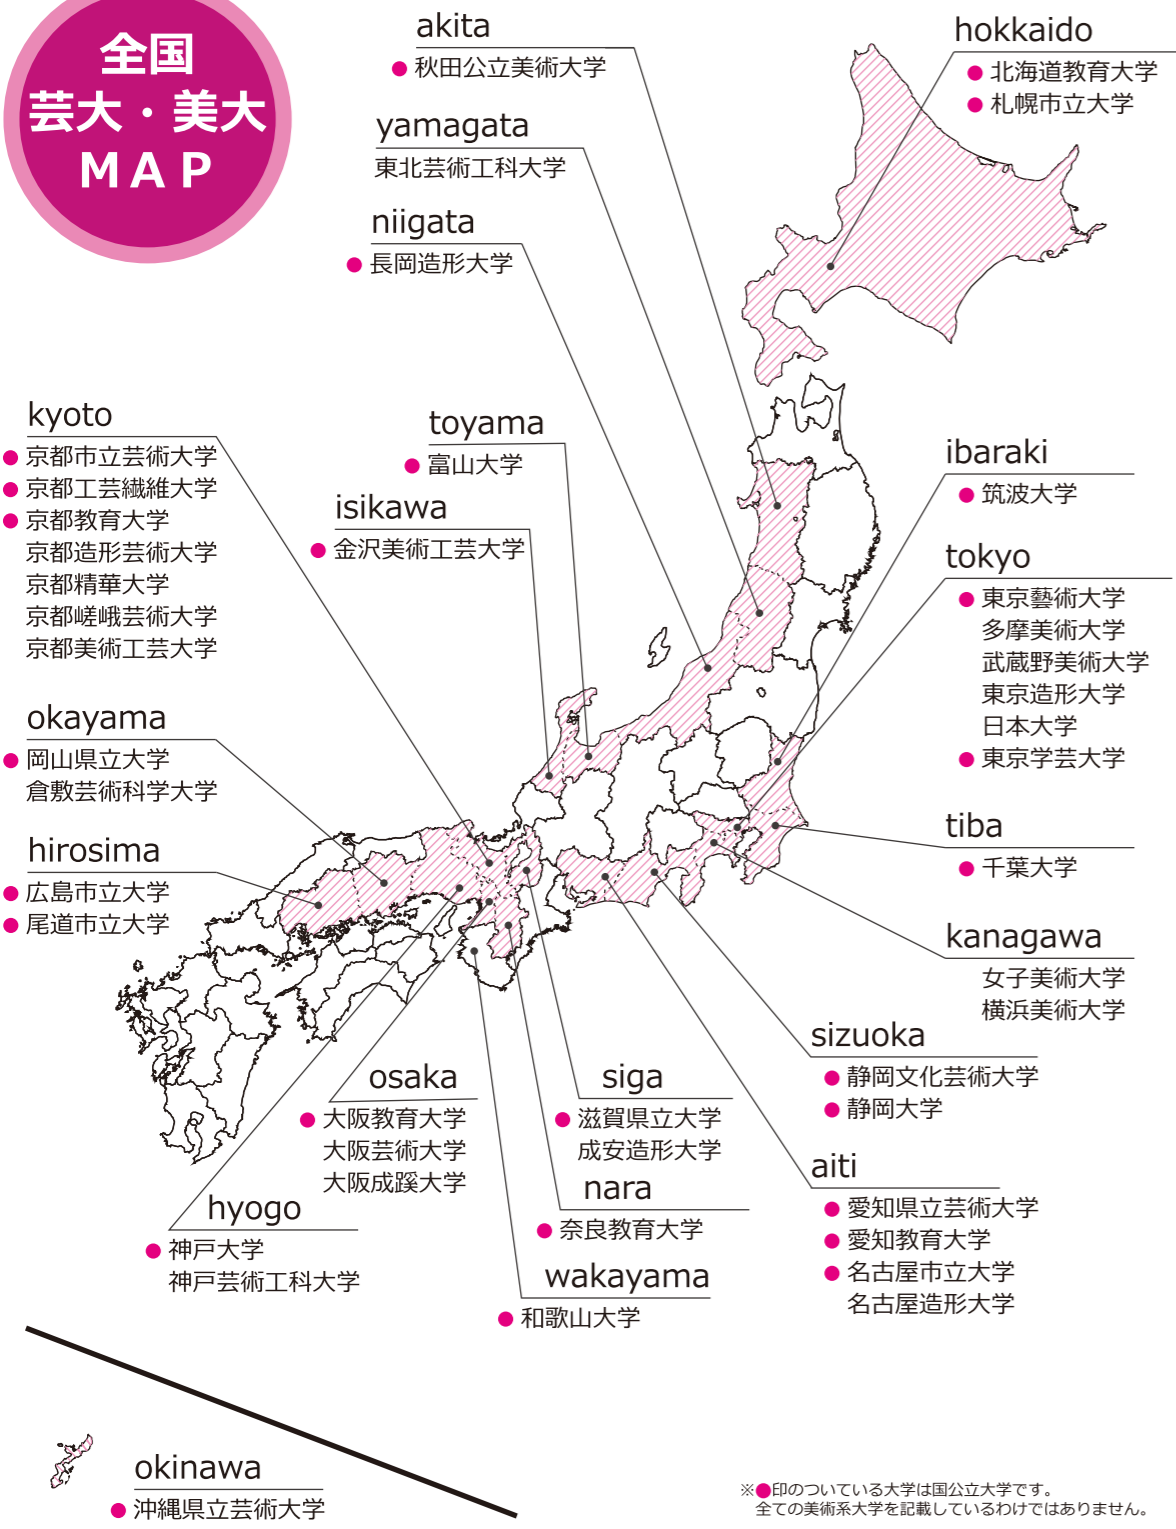 全国
芸大・美大
MAP
akita
●秋田公立美術大学
yamagata
東北芸術工科大学
niigata
●長岡造形大学
hokkaido
●北海道教育大学
●札幌市立大学
kyoto
●京都市立芸術大学
●京都工芸繊維大学
●京都教育大学
京都造形芸術大学
京都精華大学
京都嵯峨芸術大学
京都美術工芸大学
toyama
●富山大学
isikawa
●金沢美術工芸大学
ibaraki
●筑波大学
tokyo
●東京藝術大学
多摩美術大学
武蔵野美術大学
東京造形大学
日本大学
●東京学芸大学
okayama
●岡山県立大学
倉敷芸術科学大学
hirosima
●広島市立大学
●尾道市立大学
tiba
●千葉大学
kanagawa
女子美術大学
横浜美術大学
sizuoka
●静岡文化芸術大学
●静岡大学
osaka
●大阪教育大学
大阪芸術大学
大阪成蹊大学
siga
●滋賀県立大学
成安造形大学
aiti
●愛知県立芸術大学
●愛知教育大学
●名古屋市立大学
名古屋造形大学
hyogo
●神戸大学
神戸芸術工科大学
nara
●奈良教育大学
wakayama
●和歌山大学
okinawa
●沖縄県立芸術大学
※●印のついている大学は国公立大学です。
全ての美術系大学を記載しているわけではありません。